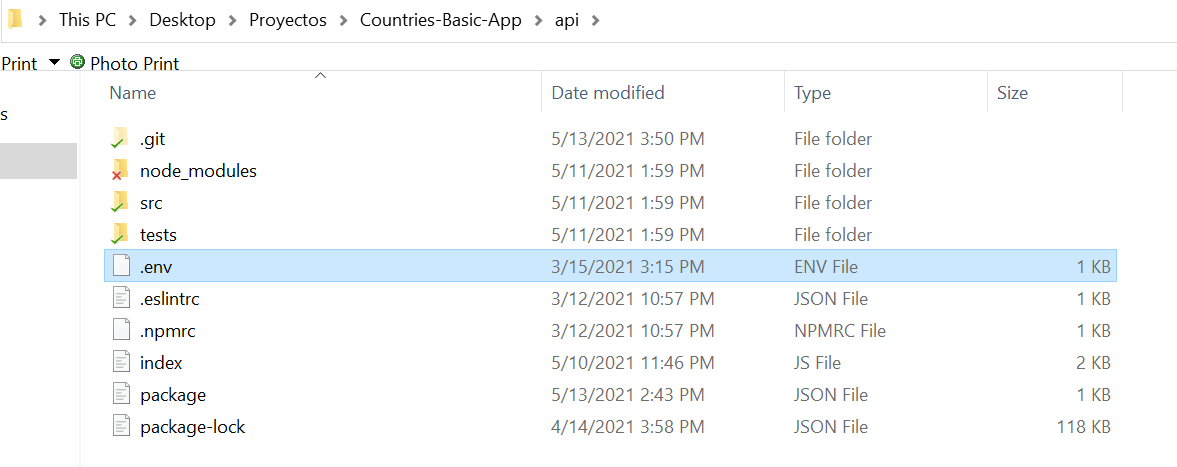 This PC > Desktop > Proyectos > Countries-Basic-App > api >
Print Photo Print
Name Date modified Type Size
s
.git 5/13/2021 3:50 PM File folder
node_modules 5/11/2021 1:59 PM File folder
src 5/11/2021 1:59 PM File folder
tests 5/11/2021 1:59 PM File folder
.env 3/15/2021 3:15 PM ENV File 1 KB
.eslintrc 3/12/2021 10:57 PM JSON File 1 KB
.npmrc 3/12/2021 10:57 PM NPMRC File 1 KB
index 5/10/2021 11:46 PM JS File 2 KB
package 5/13/2021 2:43 PM JSON File 1 KB
package-lock 4/14/2021 3:58 PM JSON File 118 KB